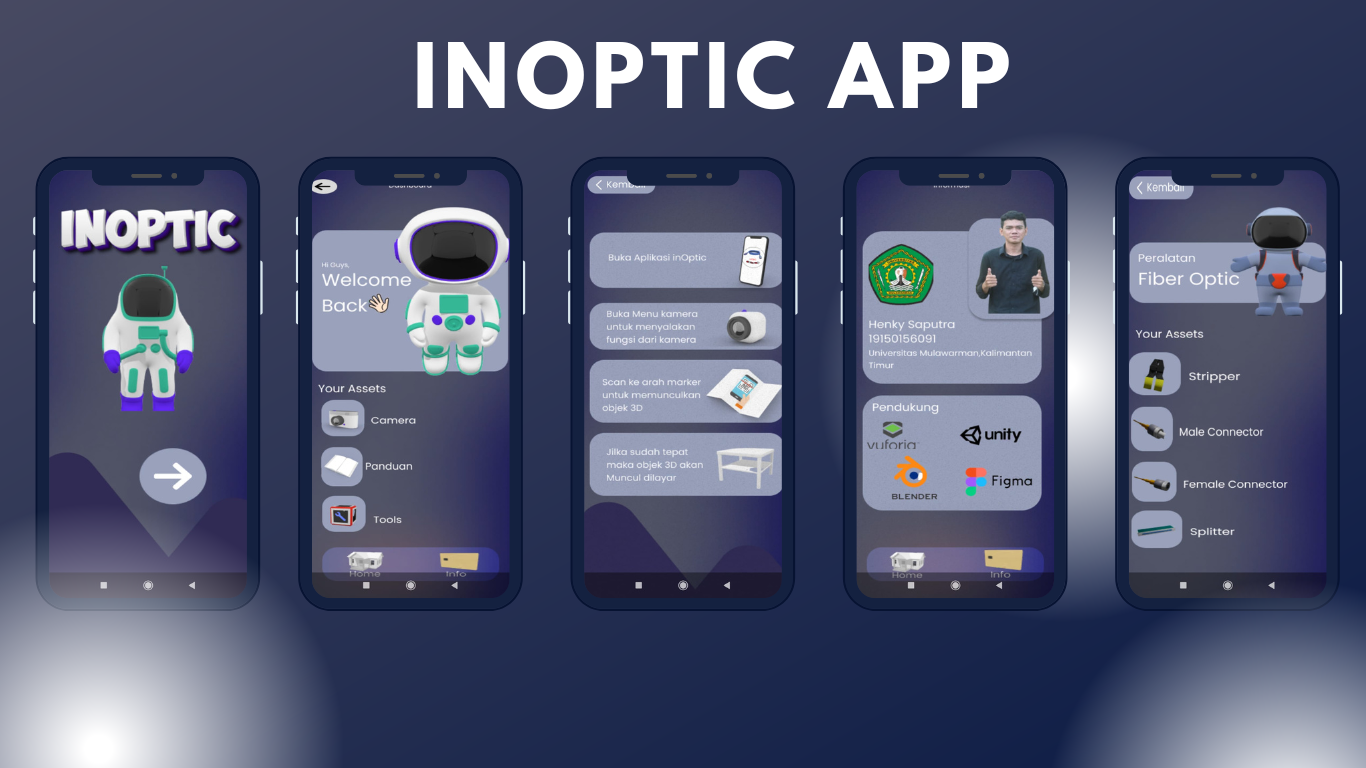 INOPTIC APP
INOPTIC
Dashboard
Hi Guys,
Welcome
Back
Your Assets
Camera
Panduan
Tools
Home
Info
Kembali
Buka Aplikasi inOptic
Buka Menu kamera
untuk menyalakan
fungsi dari kamera
Scan ke arah marker
untuk memunculkan
objek 3D
Jilka sudah tepat
maka objek 3D akan
Muncul dilayar
Informasi
Henky Saputra
19150156091
Universitas Mulawarman,Kalimantan
Timur
Pendukung
vuforia
unity
BLENDER
Figma
Home
Info
Kembali
Peralatan
Fiber Optic
Your Assets
Stripper
Male Connector
Female Connector
Splitter